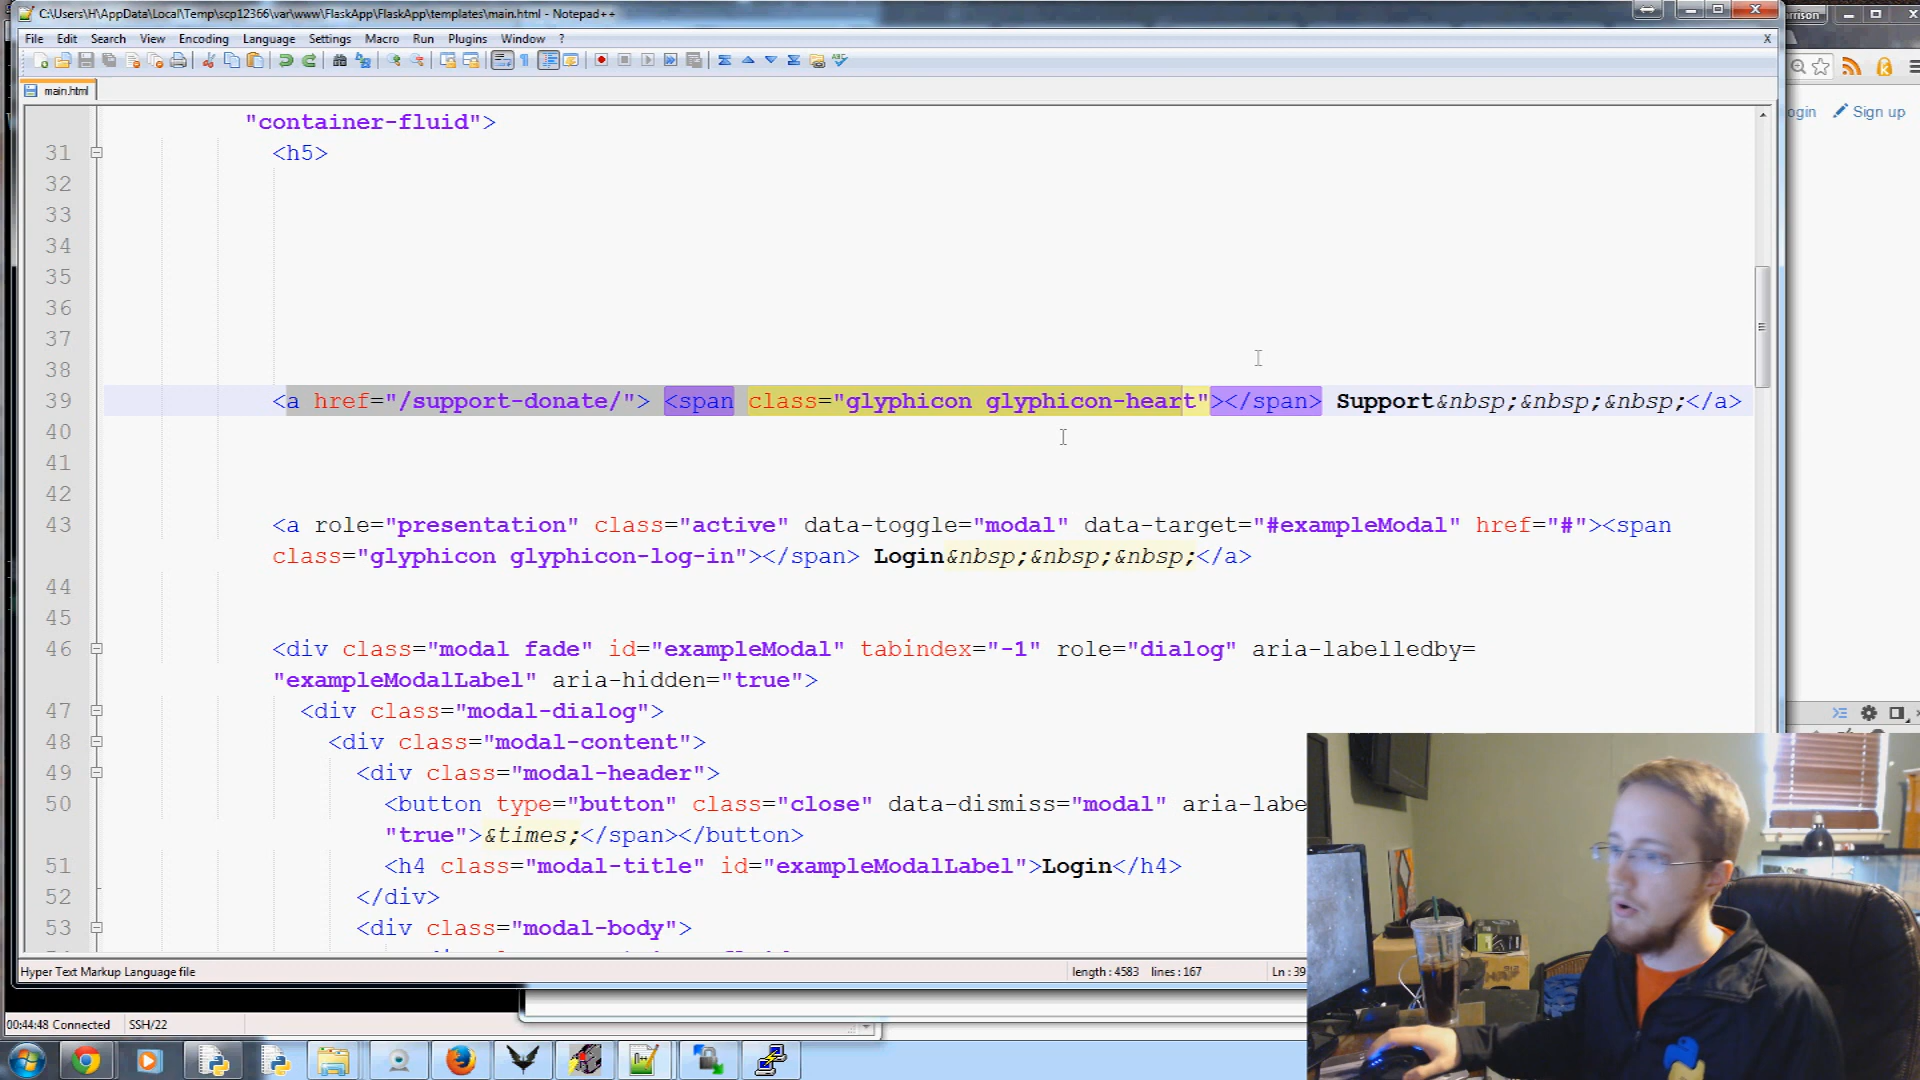 C:\Users\H\AppData\Local\Temp\scp12366\var\www\FlaskApp\FlaskApp\templates\main.html - Notepad++
rrison
File Edit Search View Encoding Language Settings Macro Run Plugins Window ? X
main.html
ogin Sign up
"container-fluid">
31 <h5>
32
33
34
35
36
37
38
39 <a href="/support-donate/"> <span class="glyphicon glyphicon-heart"></span> Support&nbsp;&nbsp;&nbsp;</a>
40
41
42
43 <a role="presentation" class="active" data-toggle="modal" data-target="#exampleModal" href="#"><span
class="glyphicon glyphicon-log-in"></span> Login&nbsp;&nbsp;&nbsp;</a>
44
45
46 <div class="modal fade" id="exampleModal" tabindex="-1" role="dialog" aria-labelledby=
"exampleModalLabel" aria-hidden="true">
47 <div class="modal-dialog">
48 <div class="modal-content">
49 <div class="modal-header">
50 <button type="button" class="close" data-dismiss="modal" aria-labe
"true">&times;</span></button>
51 <h4 class="modal-title" id="exampleModalLabel">Login</h4>
52 </div>
53 <div class="modal-body">
Hyper Text Markup Language file length : 4583 lines : 167 Ln : 39
00:44:48 Connected SSH/22